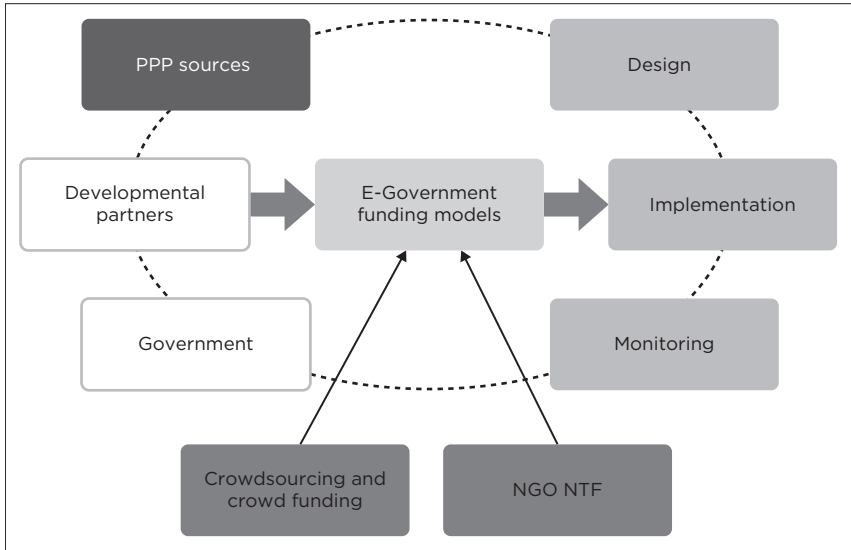 PPP sources
Design
Developmental
partners
E-Government
funding models
Implementation
Government
Monitoring
Crowdsourcing and
crowd funding
NGO NTF